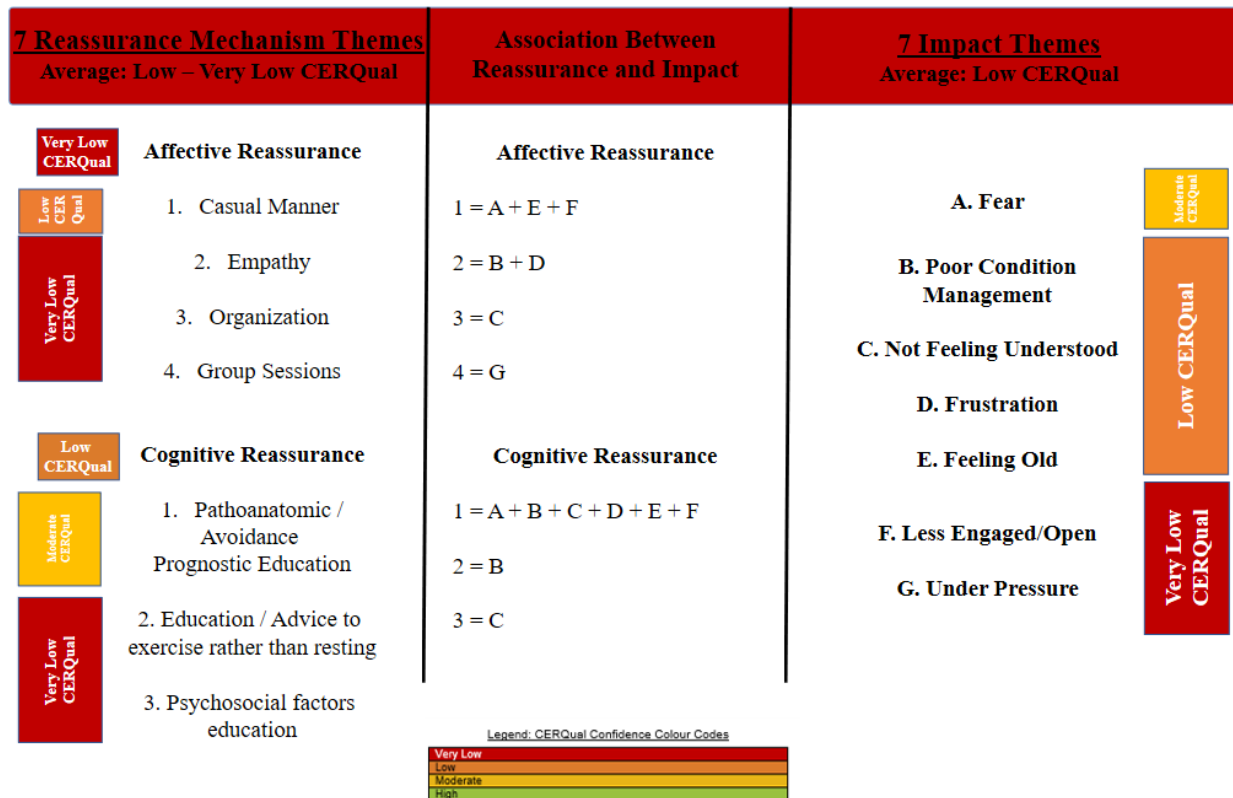 7 Reassurance Mechanism Themes
Average: Low – Very Low CERQual
Association Between
Reassurance and Impact
7 Impact Themes
Average: Low CERQual
Very Low
CERQual
Affective Reassurance
Low
CER
Qual
1. Casual Manner
Very Low
CERQual
2. Empathy
3. Organization
4. Group Sessions
Low
CERQual
Cognitive Reassurance
Moderate
CERQual
1. Pathoanatomic /
Avoidance
Prognostic Education
Very Low
CERQual
2. Education / Advice to
exercise rather than resting
3. Psychosocial factors
education
Affective Reassurance
1 = A + E + F
2 = B + D
3 = C
4 = G
Cognitive Reassurance
1 = A + B + C + D + E + F
2 = B
3 = C
A. Fear
B. Poor Condition
Management
C. Not Feeling Understood
D. Frustration
E. Feeling Old
F. Less Engaged/Open
G. Under Pressure
Moderate
CERQual
Low CERQual
Very Low
CERQual
Legend: CERQual Confidence Colour Codes
Very Low
Low
Moderate
High